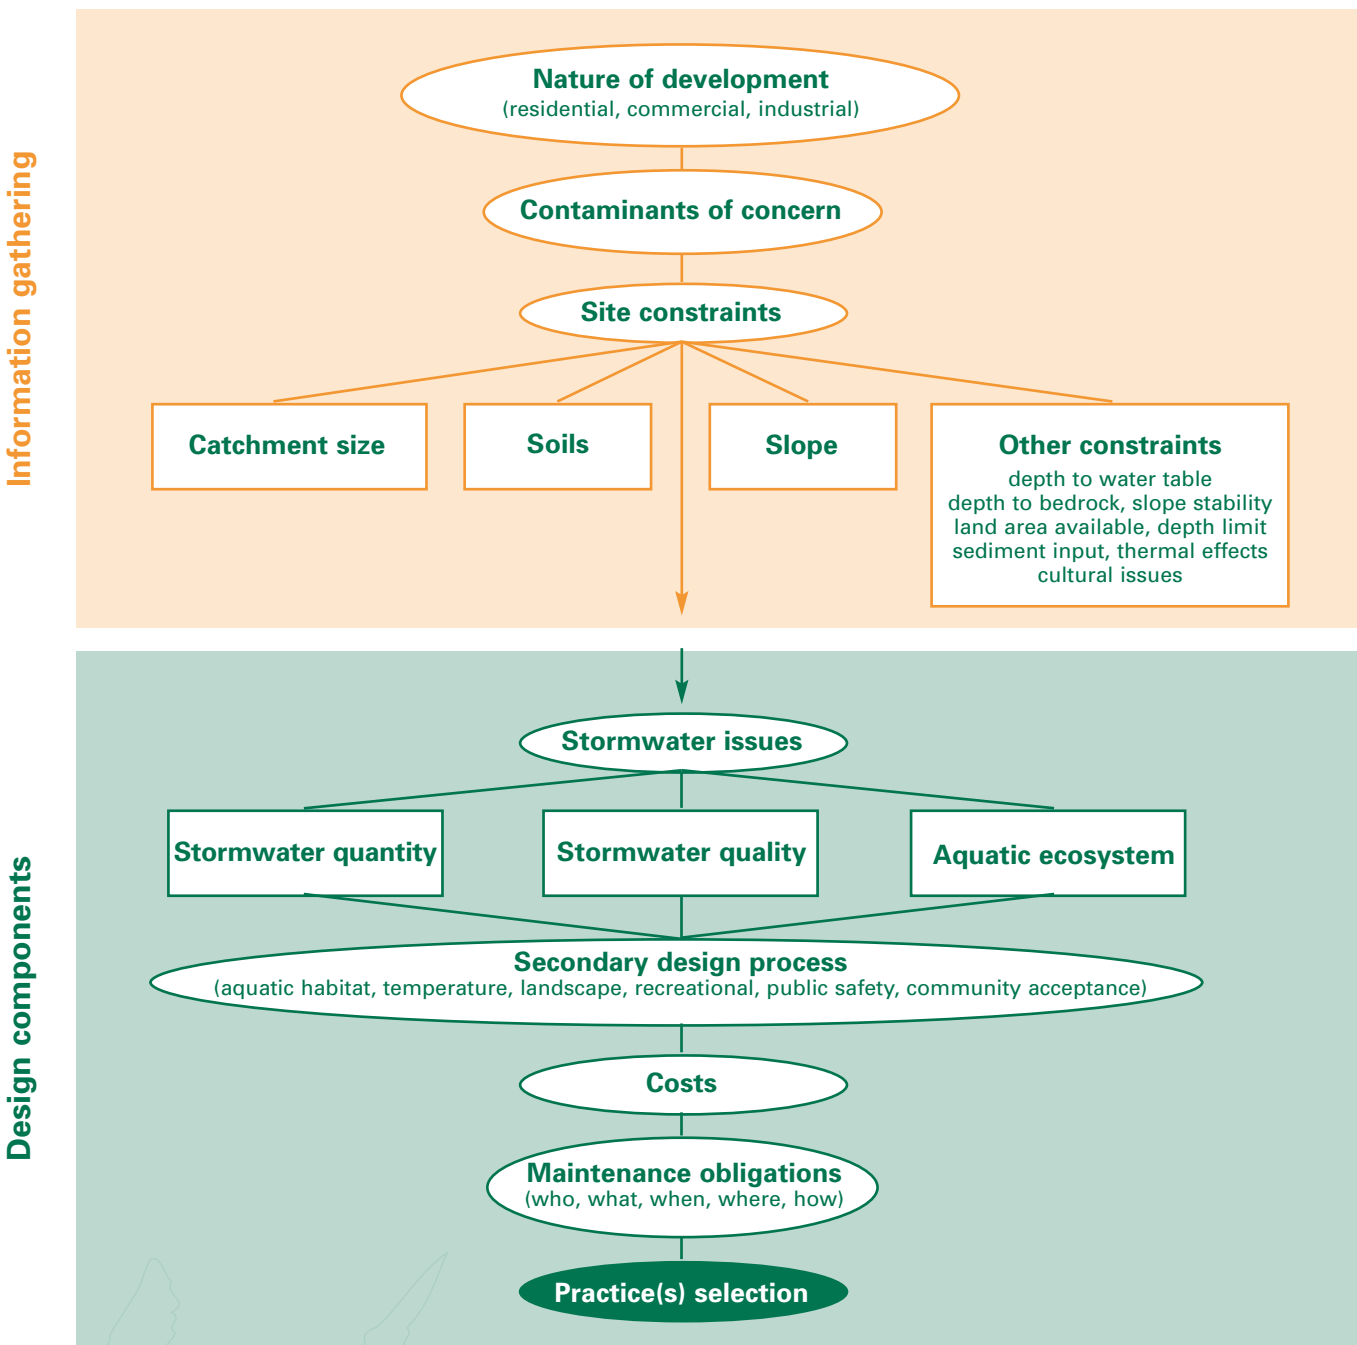 Information gathering
Nature of development
(residential, commercial, industrial)
Contaminants of concern
Site constraints
Catchment size
Soils
Slope
Other constraints
depth to water table
depth to bedrock, slope stability
land area available, depth limit
sediment input, thermal effects
cultural issues
Design components
Stormwater issues
Stormwater quantity
Stormwater quality
Aquatic ecosystem
Secondary design process
(aquatic habitat, temperature, landscape, recreational, public safety, community acceptance)
Costs
Maintenance obligations
(who, what, when, where, how)
Practice(s) selection